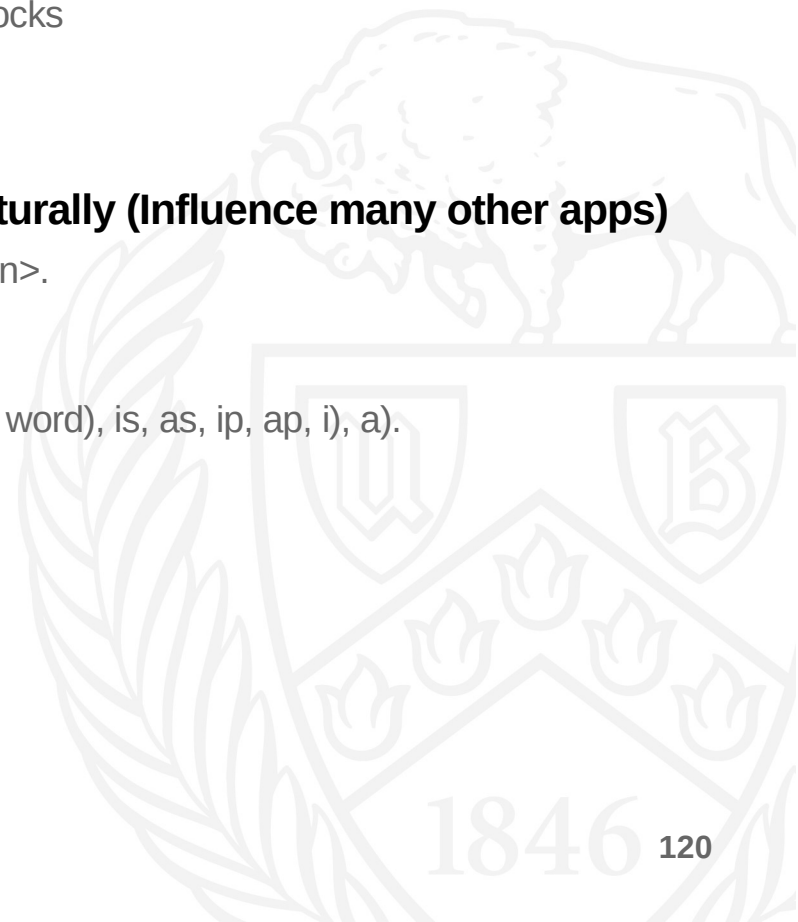 ocks
turally (Influence many other apps)
n>.
word), is, as, ip, ap, i), a).
U B
1846 120